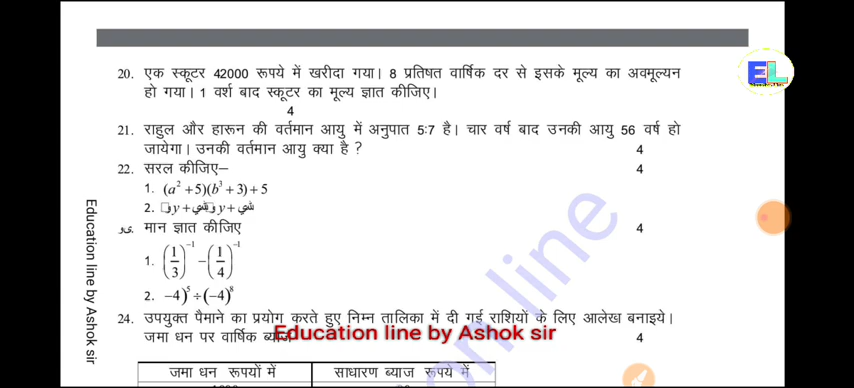 EL
20. एक स्कूटर 42000 रूपये में खरीदा गया। 8 प्रतिषत वार्षिक दर से इसके मूल्य का अवमूल्यन
हो गया। 1 वर्श बाद स्कूटर का मूल्य ज्ञात कीजिए।
4
21. राहुल और हारून की वर्तमान आयु में अनुपात 5:7 है। चार वर्ष बाद उनकी आयु 56 वर्ष हो
जायेगा। उनकी वर्तमान आयु क्या है ? 4
22. सरल कीजिए– 4
1. (a² + 5)(b³ + 3) + 5
2.
मान ज्ञात कीजिए 4
1. (1/3)⁻¹ − (1/4)⁻¹
2. −4)⁵ ÷ (−4)⁸
24. उपयुक्त पैमाने का प्रयोग करते हुए निम्न तालिका में दी गई राशियों के लिए आलेख बनाइये।
जमा धन पर वार्षिक ब्याज 4
Education line by Ashok sir
जमा धन रूपयों में साधारण ब्याज रूपये में
Education line by Ashok sir
on line